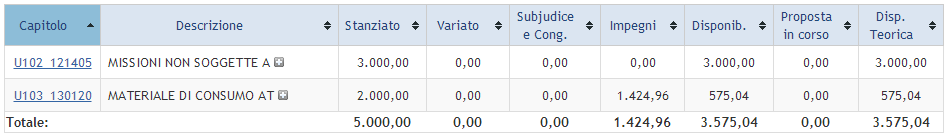 Capitolo Descrizione Stanziato Variato Subjudice e Cong. Impegni Disponib. Proposta in corso Disp. Teorica
U102_121405 MISSIONI NON SOGGETTE A 3.000,00 0,00 0,00 0,00 3.000,00 0,00 3.000,00
U103_130120 MATERIALE DI CONSUMO AT 2.000,00 0,00 0,00 1.424,96 575,04 0,00 575,04
Totale: 5.000,00 0,00 0,00 1.424,96 3.575,04 0,00 3.575,04